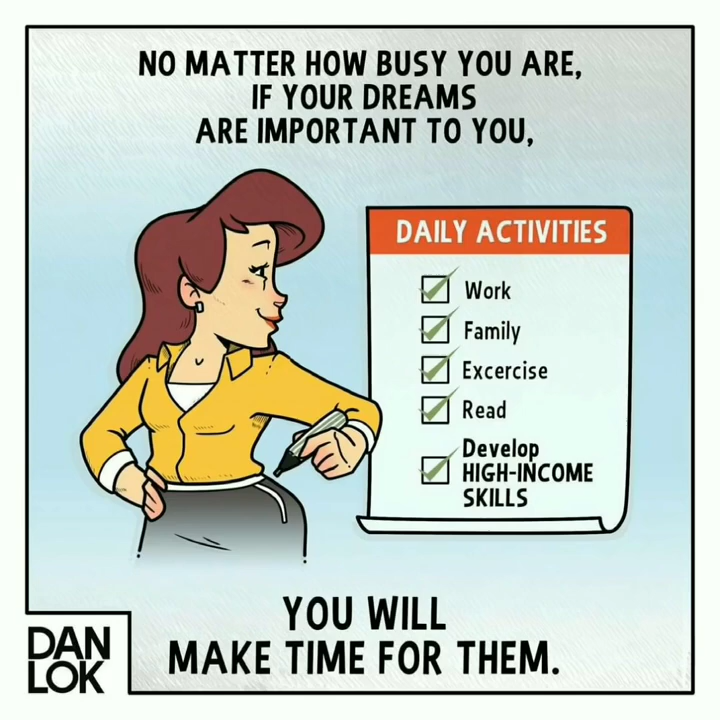 NO MATTER HOW BUSY YOU ARE,
IF YOUR DREAMS
ARE IMPORTANT TO YOU,
DAILY ACTIVITIES
Work
Family
Excercise
Read
Develop
HIGH-INCOME
SKILLS
YOU WILL
MAKE TIME FOR THEM.
DAN
LOK